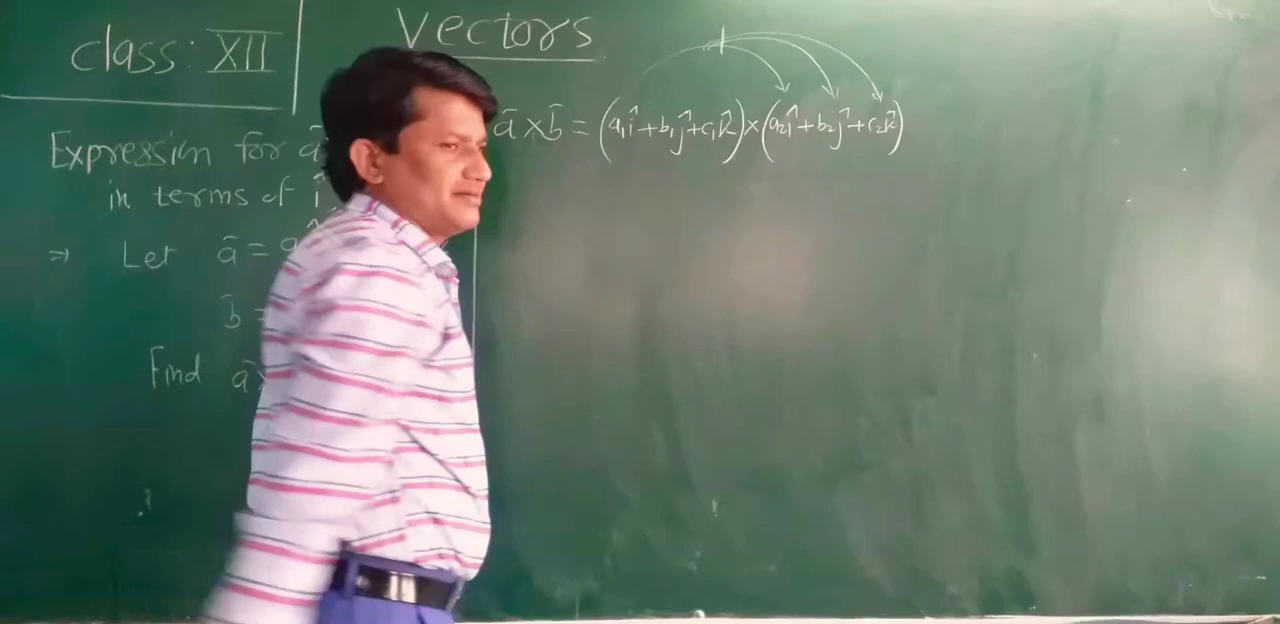 class: XII
Vectors
Expression for a̅
in terms of î
⇒ Let a̅ =
b̅ =
Find a̅
a̅ × b̅ = (a₁î + b₁ĵ + c₁k̂) × (a₂î + b₂ĵ + c₂k̂)